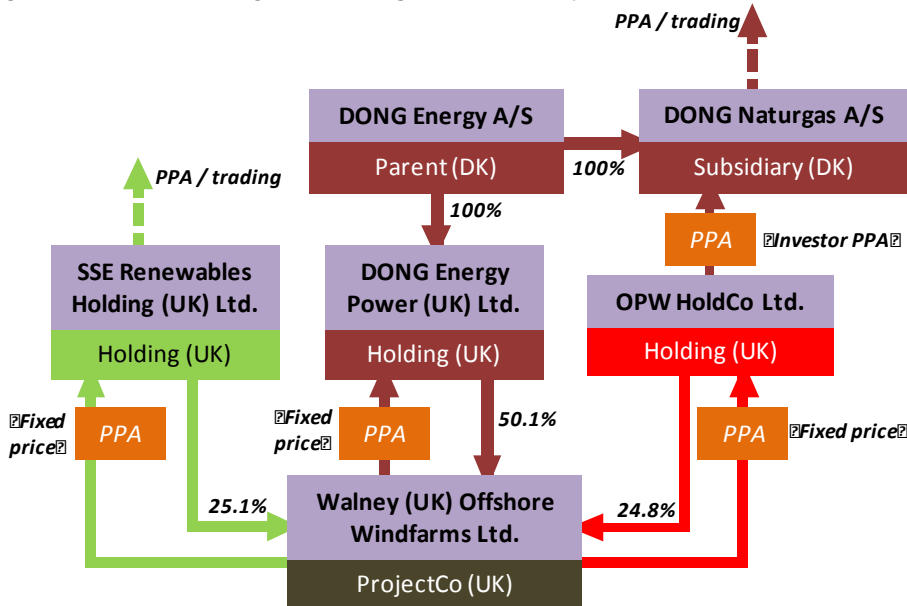 PPA / trading
DONG Energy A/S
Parent (DK)
100%
DONG Naturgas A/S
Subsidiary (DK)
PPA / trading
100%
PPA
Investor PPA
SSE Renewables
Holding (UK) Ltd.
Holding (UK)
DONG Energy
Power (UK) Ltd.
Holding (UK)
OPW HoldCo Ltd.
Holding (UK)
Fixed
price
PPA
Fixed
price
PPA
50.1%
PPA
Fixed price
25.1%
Walney (UK) Offshore
Windfarms Ltd.
ProjectCo (UK)
24.8%